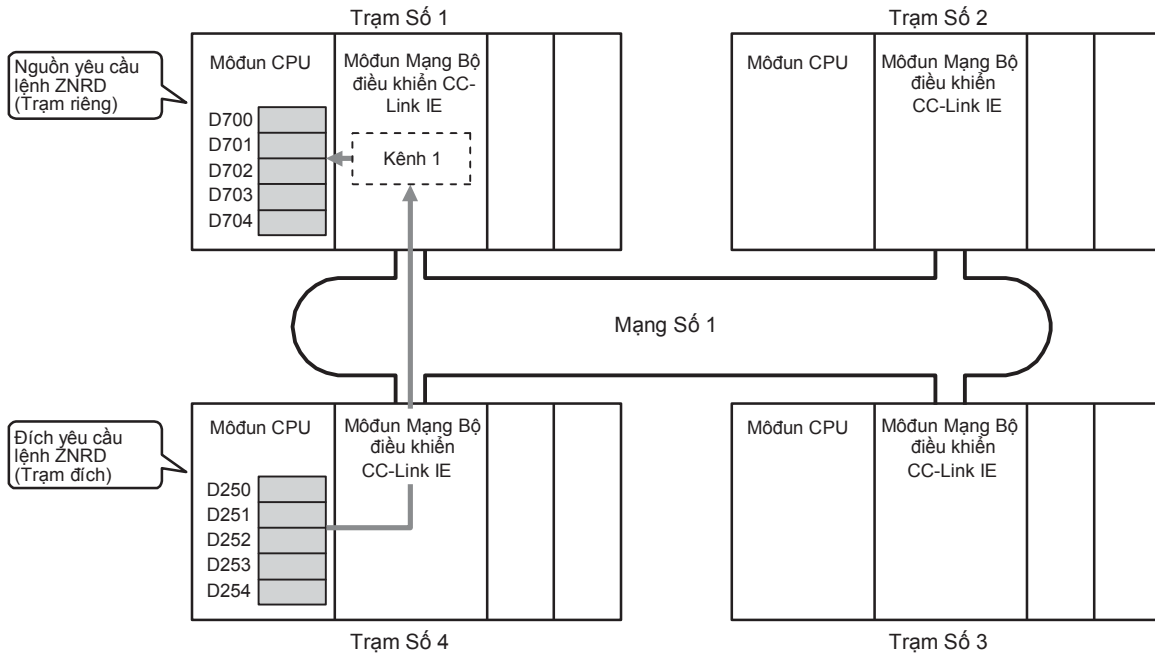 Trạm Số 1
Trạm Số 2
Nguồn yêu cầu
lệnh ZNRD
(Trạm riêng)
Môđun CPU
D700
D701
D702
D703
D704
Môđun Mạng Bộ
điều khiển CC-
Link IE
Kênh 1
Môđun CPU
Môđun Mạng Bộ
điều khiển
CC-Link IE
Mạng Số 1
Đích yêu cầu
lệnh ZNRD
(Trạm đích)
Môđun CPU
D250
D251
D252
D253
D254
Môđun Mạng Bộ
điều khiển
CC-Link IE
Môđun CPU
Môđun Mạng Bộ
điều khiển
CC-Link IE
Trạm Số 4
Trạm Số 3